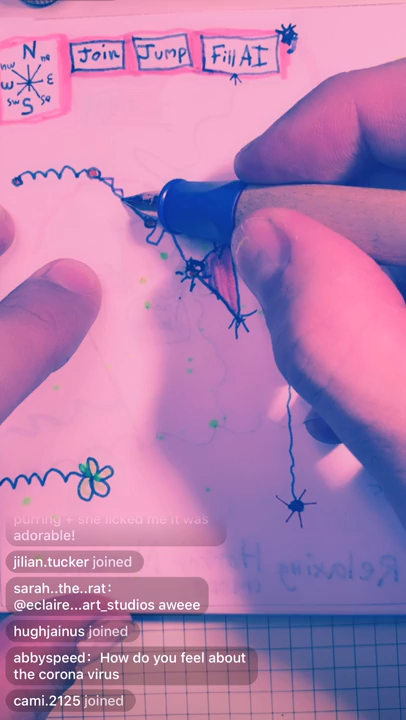 N
nw
ne
W
E
sw
S
se
Join
Jump
Fill AI
purring + she licked me it was
adorable!
jilian.tucker joined
sarah..the..rat:
@eclaire...art_studios aweee
hughjainus joined
abbyspeed: How do you feel about
the corona virus
cami.2125 joined
Relaxing